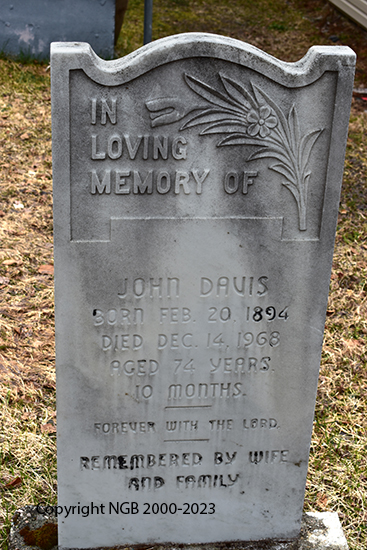 IN
LOVING
MEMORY OF
JOHN DAVIS
BORN FEB. 20, 1894
DIED DEC. 14, 1968
AGED 74 YEARS.
10 MONTHS.
FOREVER WITH THE LORD.
REMEMBERED BY WIFE
AND FAMILY
Copyright NGB 2000-2023